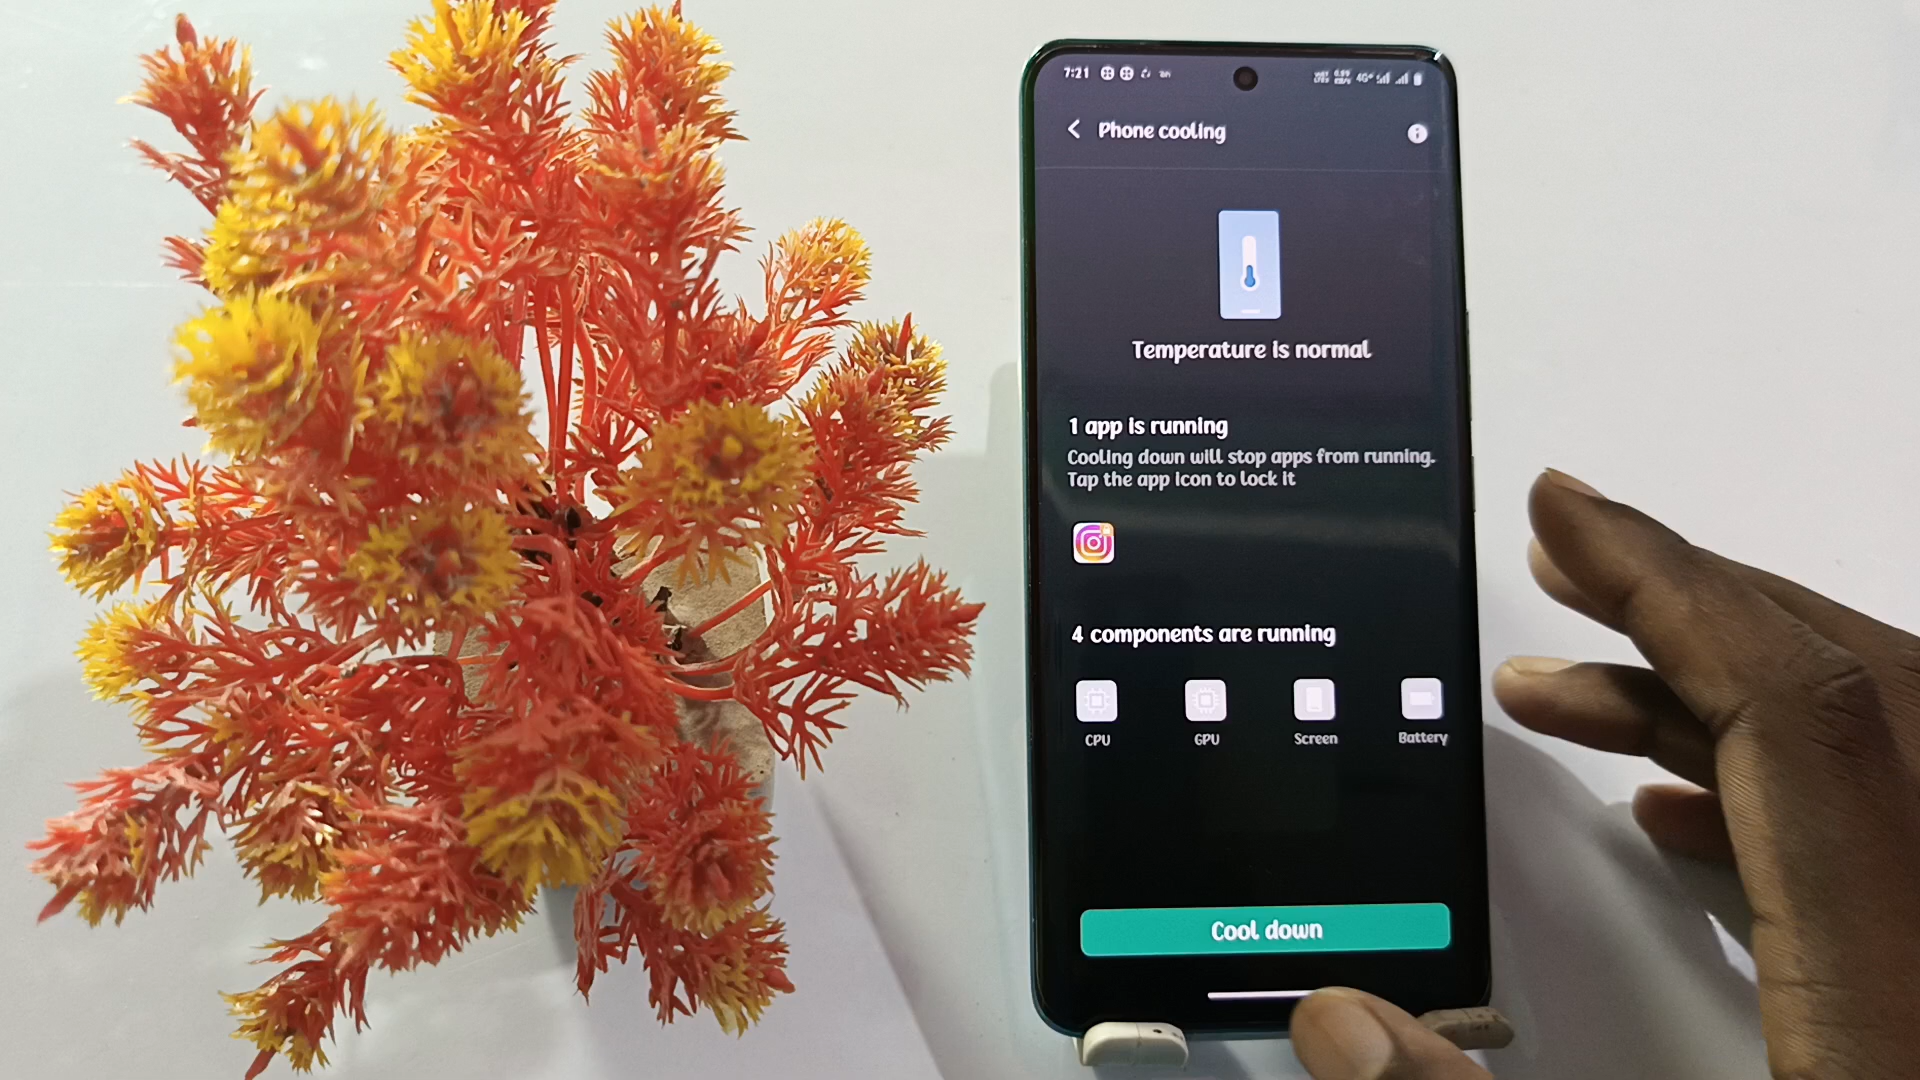 7:21
4G+
Phone cooling
Temperature is normal
1 app is running
Cooling down will stop apps from running.
Tap the app icon to lock it
4 components are running
CPU GPU Screen Battery
Cool down